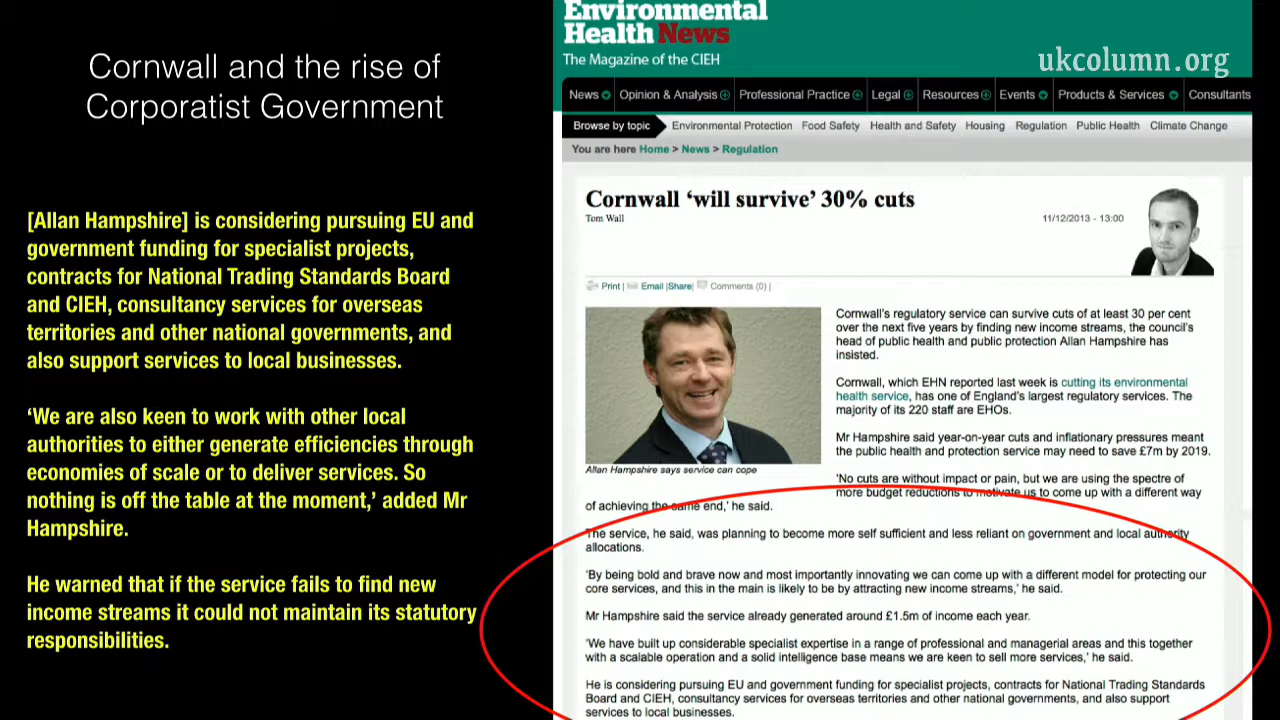 Cornwall and the rise of
Corporatist Government
[Allan Hampshire] is considering pursuing EU and
government funding for specialist projects,
contracts for National Trading Standards Board
and CIEH, consultancy services for overseas
territories and other national governments, and
also support services to local businesses.
‘We are also keen to work with other local
authorities to either generate efficiencies through
economies of scale or to deliver services. So
nothing is off the table at the moment,’ added Mr
Hampshire.
He warned that if the service fails to find new
income streams it could not maintain its statutory
responsibilities.
Environmental
Health News
The Magazine of the CIEH
ukcolumn.org
News Opinion & Analysis Professional Practice Legal Resources Events Products & Services Consultants
Browse by topic Environmental Protection Food Safety Health and Safety Housing Regulation Public Health Climate Change
You are here Home > News > Regulation
Cornwall ‘will survive’ 30% cuts
Tom Wall 11/12/2013 - 13:00
Print | Email |Share| Comments (0) |
Cornwall's regulatory service can survive cuts of at least 30 per cent
over the next five years by finding new income streams, the council's
head of public health and public protection Allan Hampshire has
insisted.
Cornwall, which EHN reported last week is cutting its environmental
health service, has one of England's largest regulatory services. The
majority of its 220 staff are EHOs.
Mr Hampshire said year-on-year cuts and inflationary pressures meant
the public health and protection service may need to save £7m by 2019.
Allan Hampshire says service can cope
'No cuts are without impact or pain, but we are using the spectre of
more budget reductions to motivate us to come up with a different way
of achieving the same end,' he said.
The service, he said, was planning to become more self sufficient and less reliant on government and local authority
allocations.
'By being bold and brave now and most importantly innovating we can come up with a different model for protecting our
core services, and this in the main is likely to be by attracting new income streams,' he said.
Mr Hampshire said the service already generated around £1.5m of income each year.
'We have built up considerable specialist expertise in a range of professional and managerial areas and this together
with a scalable operation and a solid intelligence base means we are keen to sell more services,' he said.
He is considering pursuing EU and government funding for specialist projects, contracts for National Trading Standards
Board and CIEH, consultancy services for overseas territories and other national governments, and also support
services to local businesses.